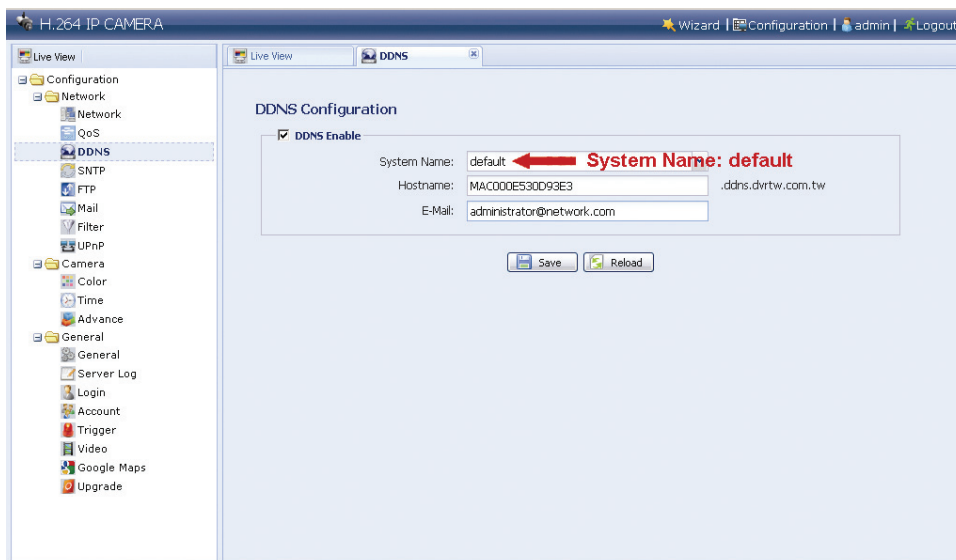 H.264 IP CAMERA
Wizard | Configuration | admin | Logout
Live View
Configuration
Network
Network
QoS
DDNS
SNTP
FTP
Mail
Filter
UPnP
Camera
Color
Time
Advance
General
General
Server Log
Login
Account
Trigger
Video
Google Maps
Upgrade
Live View DDNS
DDNS Configuration
DDNS Enable
System Name: default System Name: default
Hostname: MAC000E530D93E3 .ddns.dvrtw.com.tw
E-Mail: administrator@network.com
Save Reload